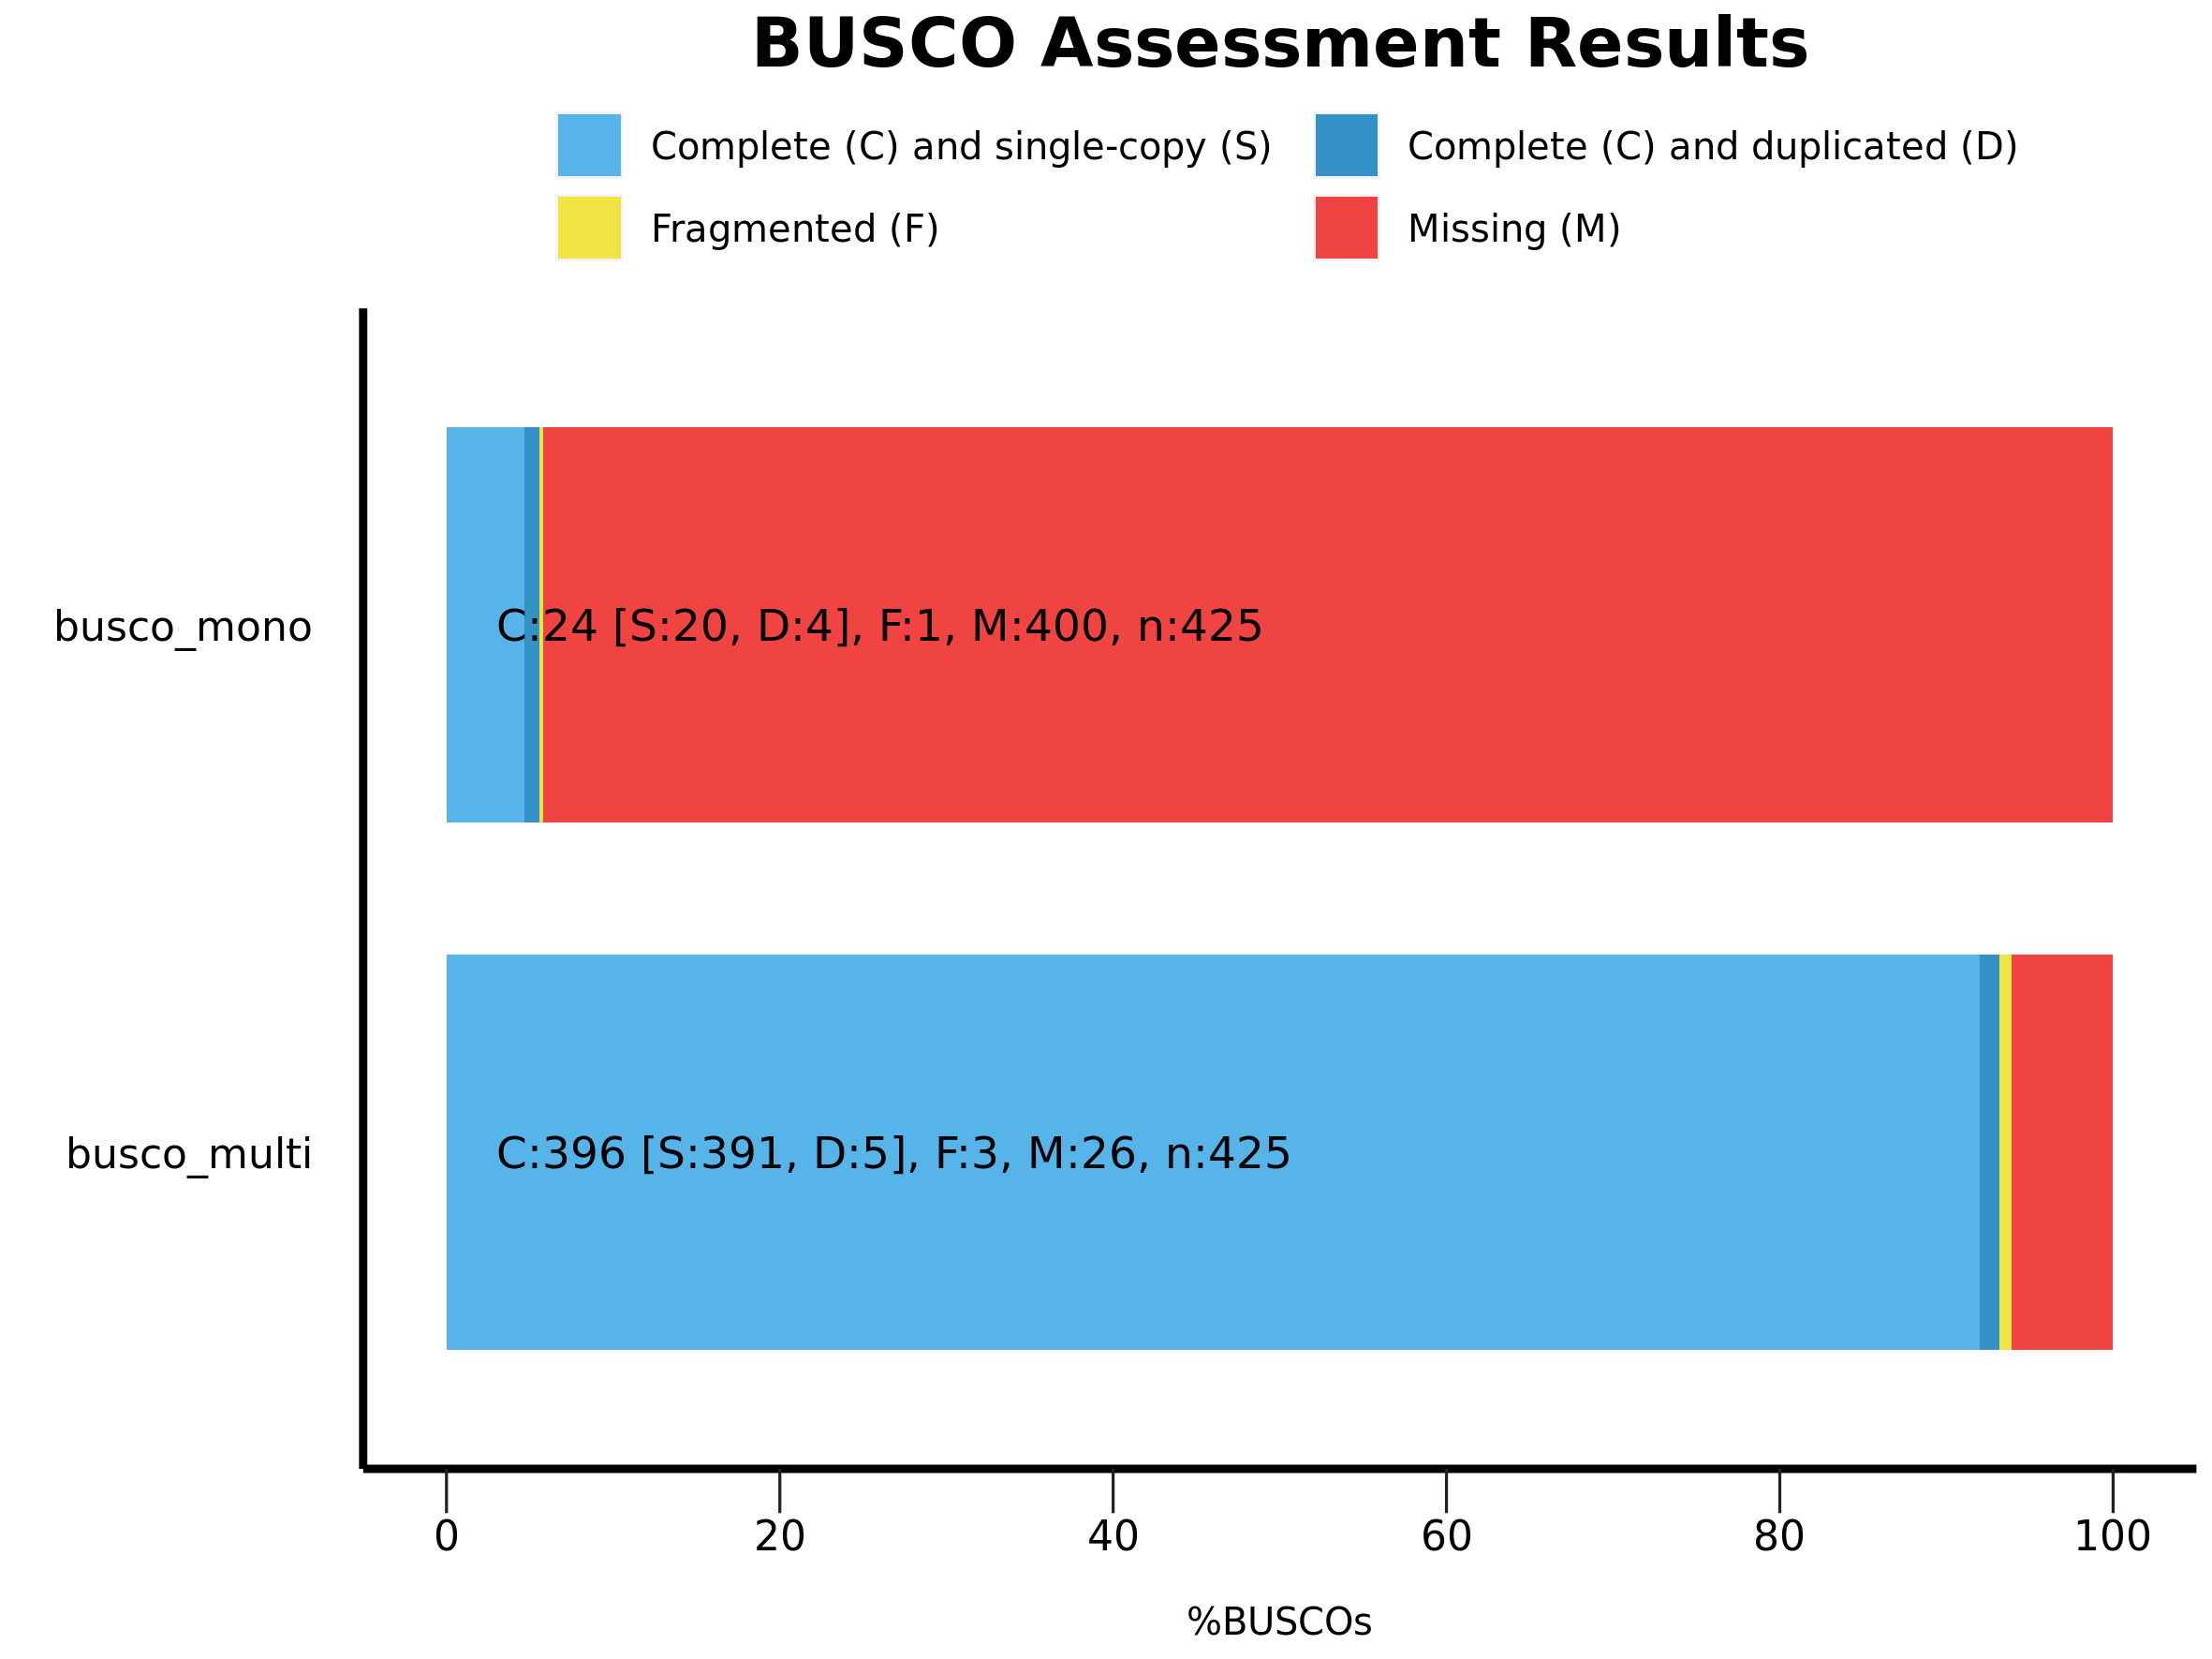 BUSCO Assessment Results
Complete (C) and single-copy (S)
Complete (C) and duplicated (D)
Fragmented (F)
Missing (M)
busco_mono
C:24 [S:20, D:4], F:1, M:400, n:425
busco_multi
C:396 [S:391, D:5], F:3, M:26, n:425
0 20 40 60 80 100
%BUSCOs